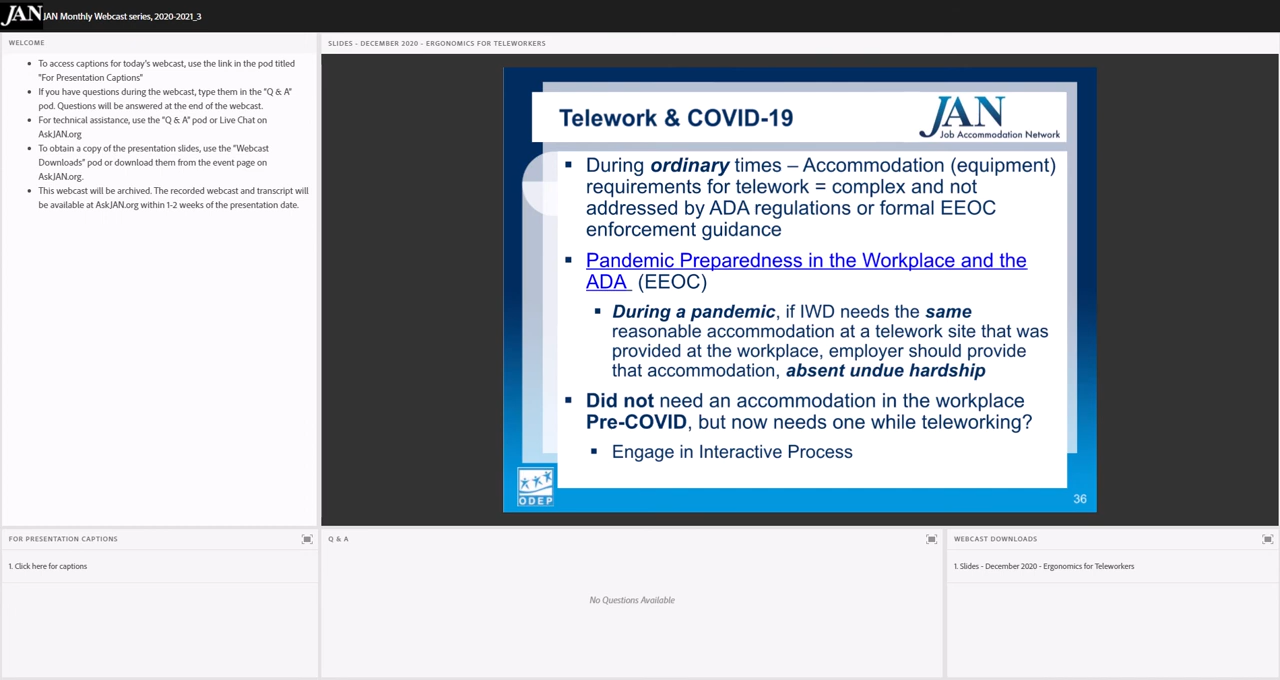 JAN JAN Monthly Webcast series, 2020-2021_3
WELCOME
• To access captions for today's webcast, use the link in the pod titled
"For Presentation Captions"
• If you have questions during the webcast, type them in the "Q & A"
pod. Questions will be answered at the end of the webcast.
• For technical assistance, use the "Q & A" pod or Live Chat on
AskJAN.org
• To obtain a copy of the presentation slides, use the "Webcast
Downloads" pod or download them from the event page on
AskJAN.org.
• This webcast will be archived. The recorded webcast and transcript will
be available at AskJAN.org within 1-2 weeks of the presentation date.
SLIDES - DECEMBER 2020 - ERGONOMICS FOR TELEWORKERS
Telework & COVID-19
JAN
Job Accommodation Network
▪ During ordinary times – Accommodation (equipment)
requirements for telework = complex and not
addressed by ADA regulations or formal EEOC
enforcement guidance
▪ Pandemic Preparedness in the Workplace and the
ADA (EEOC)
▪ During a pandemic, if IWD needs the same
reasonable accommodation at a telework site that was
provided at the workplace, employer should provide
that accommodation, absent undue hardship
▪ Did not need an accommodation in the workplace
Pre-COVID, but now needs one while teleworking?
▪ Engage in Interactive Process
ODEP
36
FOR PRESENTATION CAPTIONS
1. Click here for captions
Q & A
No Questions Available
WEBCAST DOWNLOADS
1. Slides - December 2020 - Ergonomics for Teleworkers